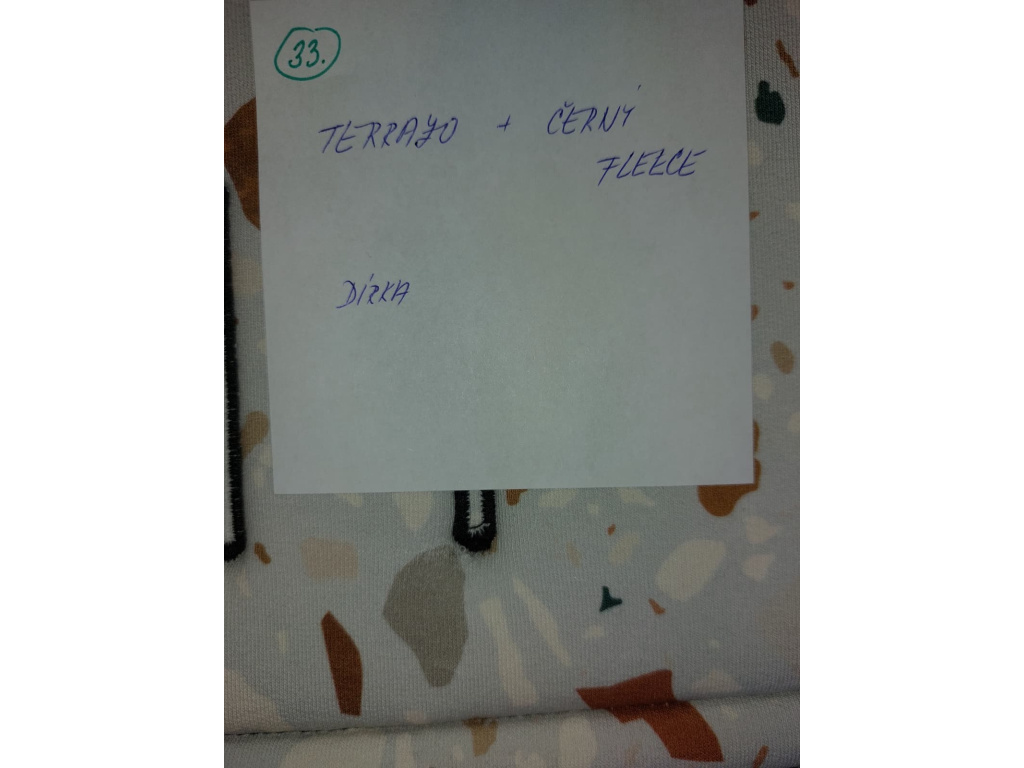 33.
TERRAZO + ČERNÝ
FLEECE
DÍRKA